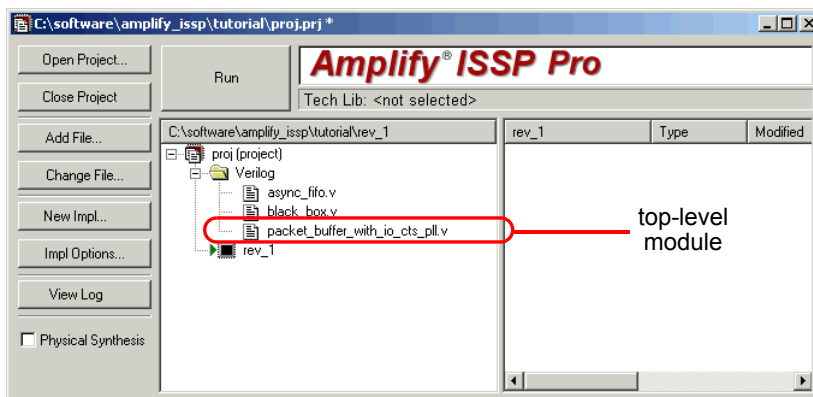 C:\software\amplify_issp\tutorial\proj.prj *
Open Project...
Close Project
Run
Amplify® ISSP Pro
Tech Lib: <not selected>
Add File...
Change File...
New Impl...
Impl Options...
View Log
Physical Synthesis
C:\software\amplify_issp\tutorial\rev_1
proj (project)
Verilog
async_fifo.v
black_box.v
packet_buffer_with_io_cts_pll.v
rev_1
rev_1 Type Modified
top-level
module